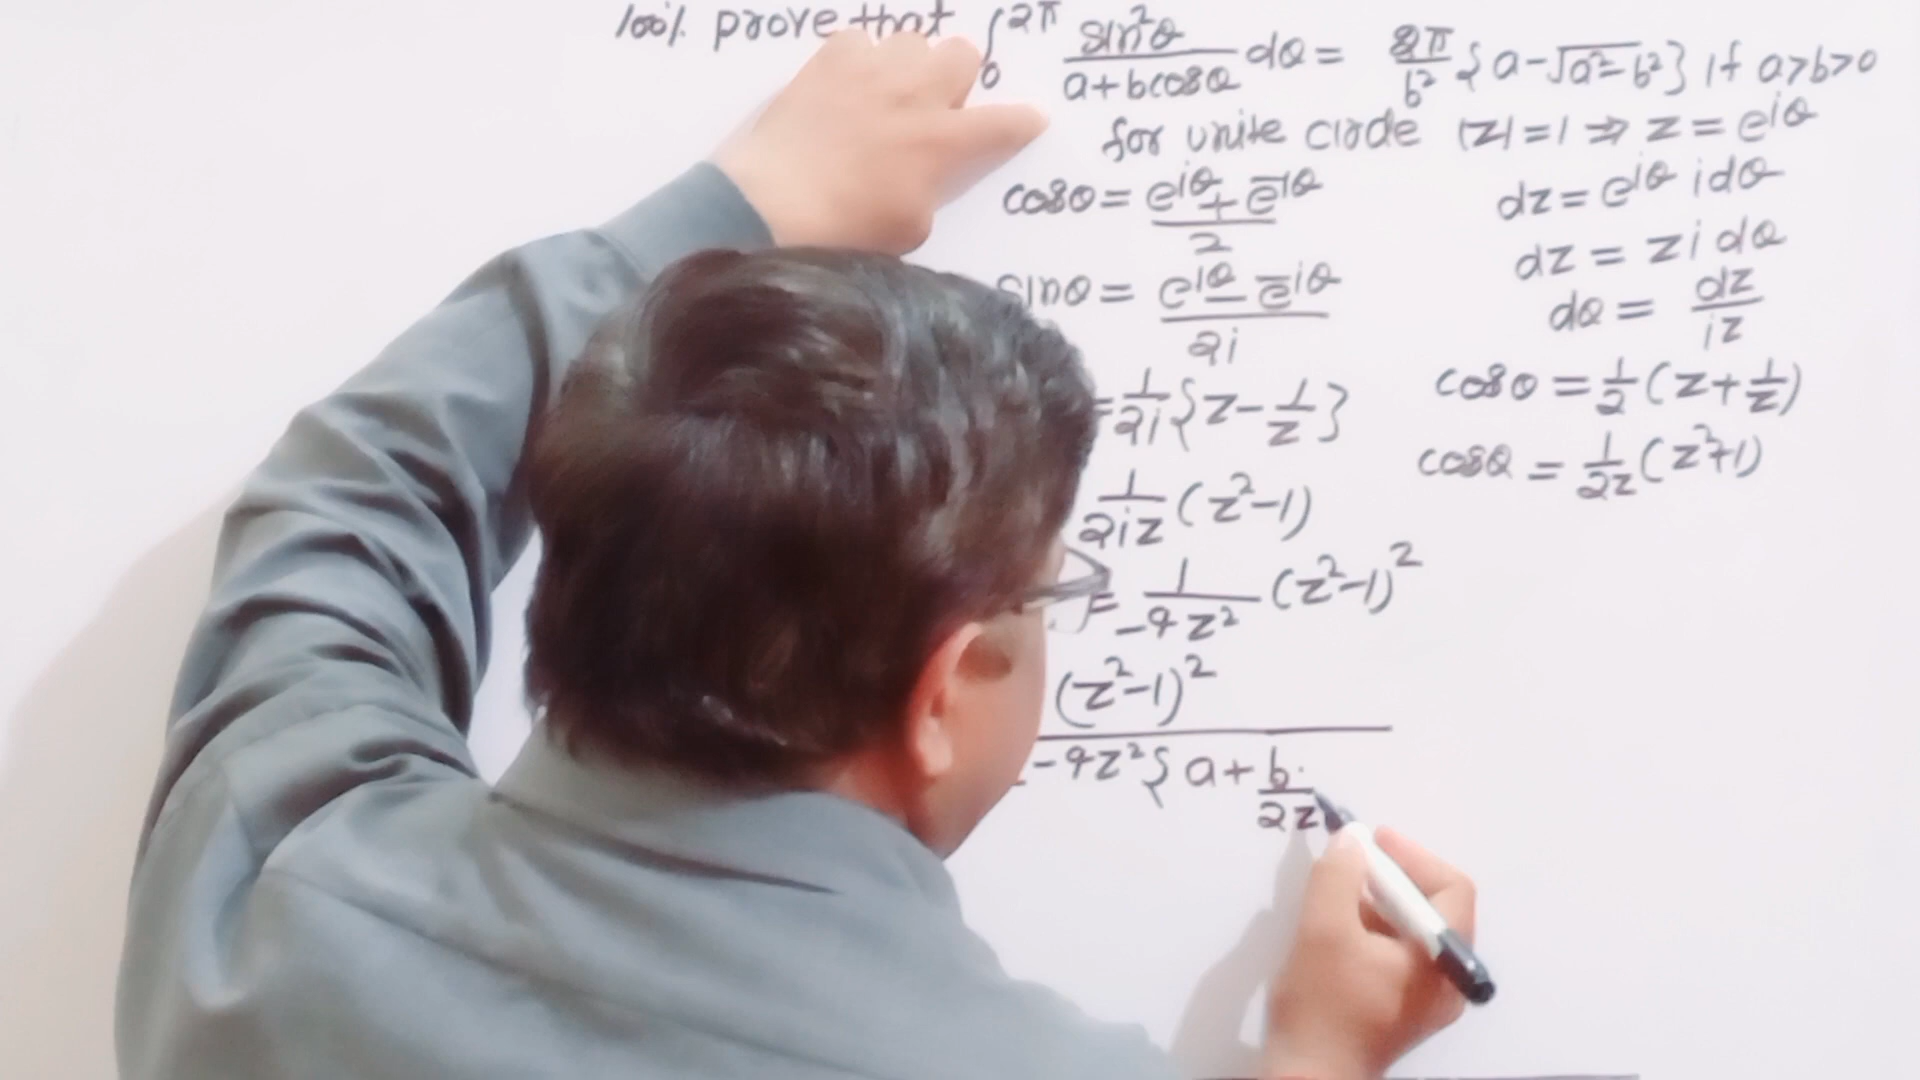 100% prove that ∫₀^2π sin²θ/(a+bcosθ) dθ = 2π/b² {a-√(a²-b²)} if a>b>0
for unite circle |z|=1 ⇒ z = e^iθ
cosθ = (e^iθ + e^-iθ)/2
dz = e^iθ idθ
dz = z i dθ
sinθ = (e^iθ - e^-iθ)/2i
dθ = dz/iz
= 1/2i {z - 1/z}
cosθ = 1/2 (z + 1/z)
cosθ = 1/2z (z²+1)
1/2iz (z²-1)
= 1/-4z² (z²-1)²
(z²-1)²
-4z² { a + b/2z